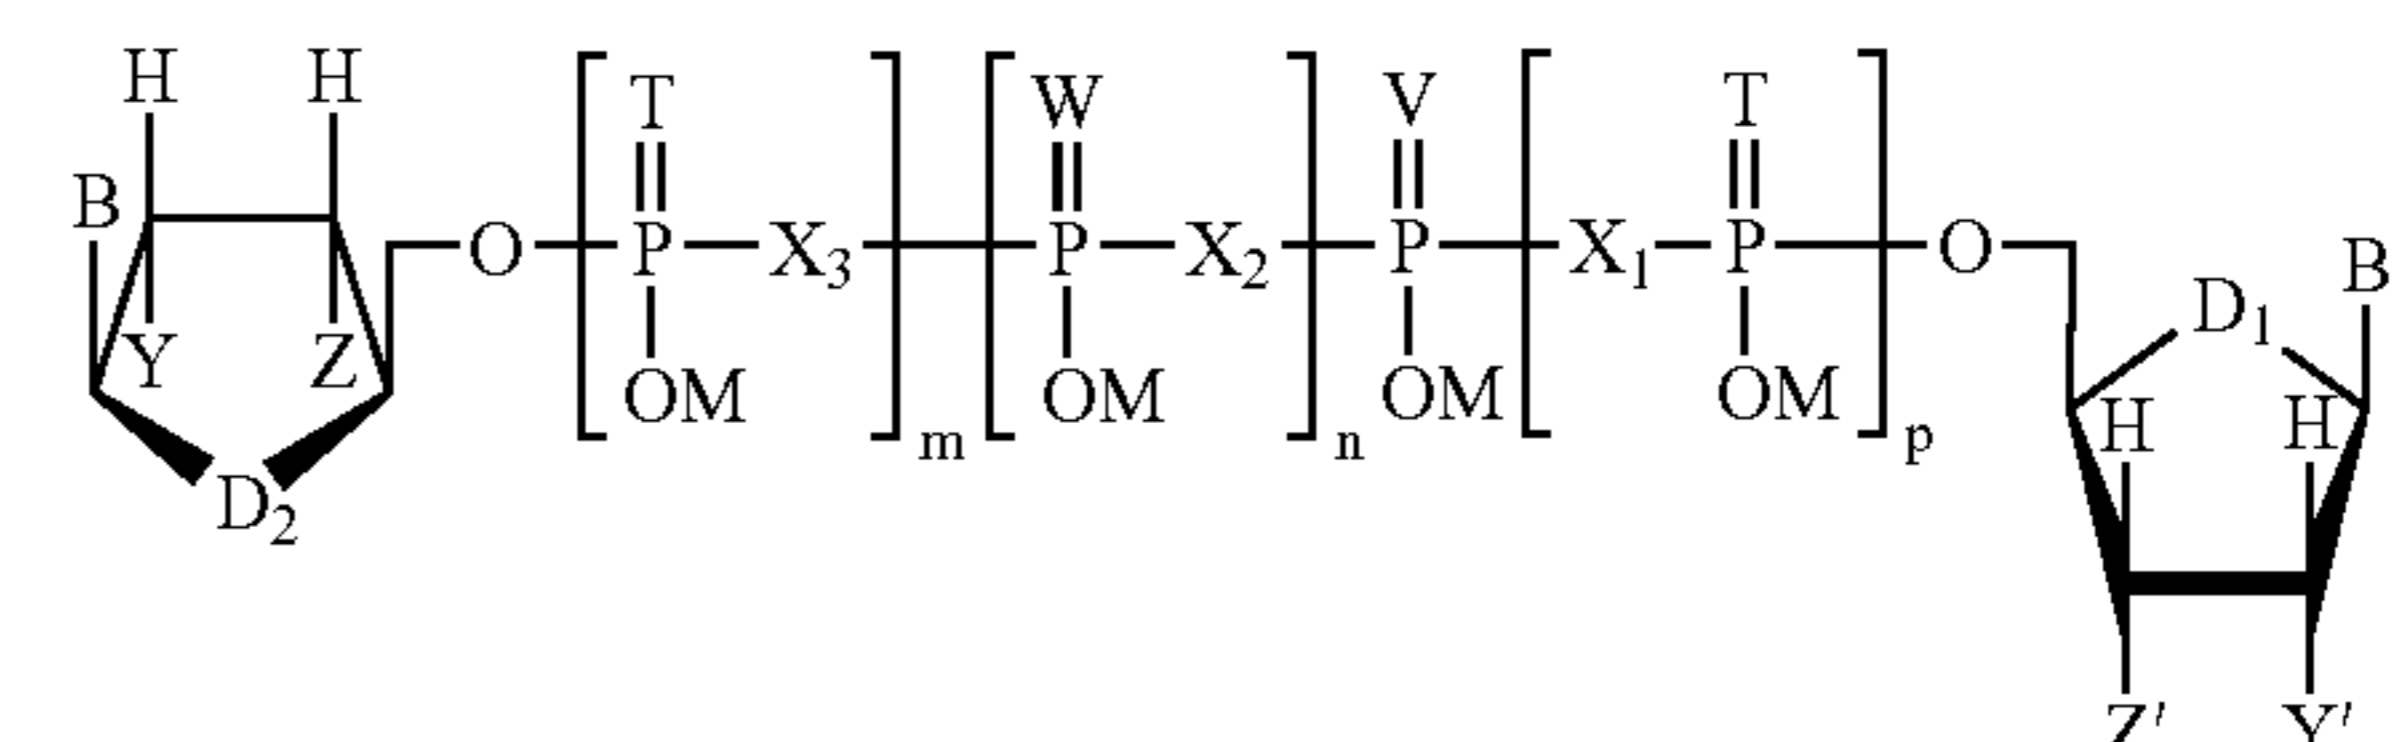 H H T W V T
B O P X3 P X2 P X1 P O B
D1
Y Z OM OM OM OM H H
m n p
D2
Z' Y'